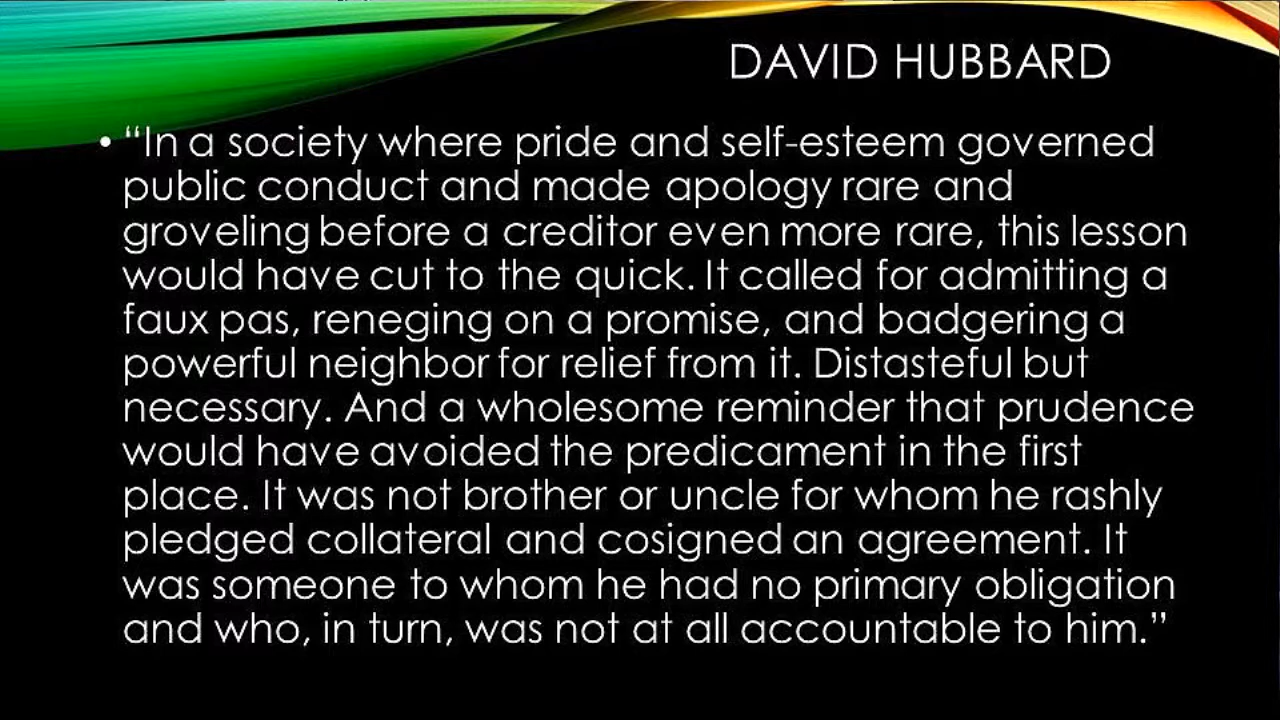 DAVID HUBBARD
• “In a society where pride and self-esteem governed
public conduct and made apology rare and
groveling before a creditor even more rare, this lesson
would have cut to the quick. It called for admitting a
faux pas, reneging on a promise, and badgering a
powerful neighbor for relief from it. Distasteful but
necessary. And a wholesome reminder that prudence
would have avoided the predicament in the first
place. It was not brother or uncle for whom he rashly
pledged collateral and cosigned an agreement. It
was someone to whom he had no primary obligation
and who, in turn, was not at all accountable to him.”